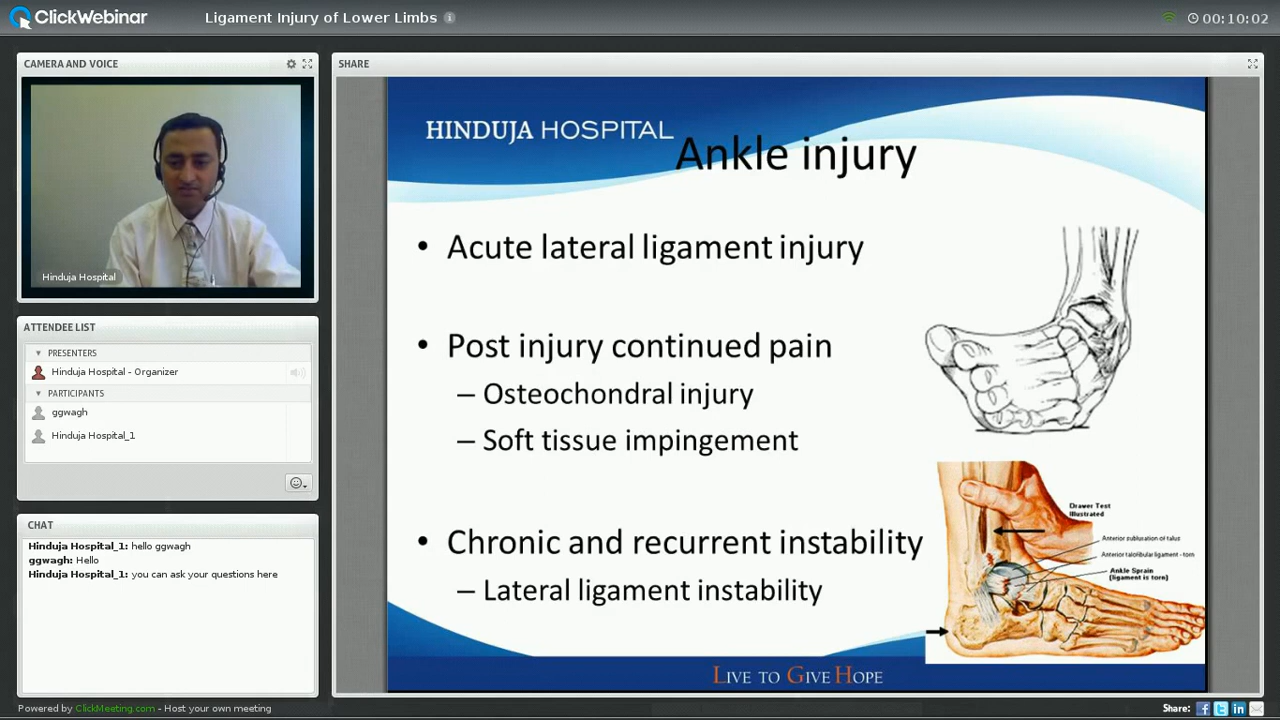 ClickWebinar
Ligament Injury of Lower Limbs
00:10:02
CAMERA AND VOICE
Hinduja Hospital
ATTENDEE LIST
PRESENTERS
Hinduja Hospital - Organizer
PARTICIPANTS
ggwagh
Hinduja Hospital_1
CHAT
Hinduja Hospital_1: hello ggwagh
ggwagh: Hello
Hinduja Hospital_1: you can ask your questions here
SHARE
HINDUJA HOSPITAL
Ankle injury
• Acute lateral ligament injury
• Post injury continued pain
– Osteochondral injury
– Soft tissue impingement
• Chronic and recurrent instability
– Lateral ligament instability
Drawer Test
Illustrated
Anterior subluxation of talus
Anterior talofibular ligament - torn
Ankle Sprain
(ligament is torn)
LIVE TO GIVE HOPE
Powered by ClickMeeting.com - Host your own meeting
Share: